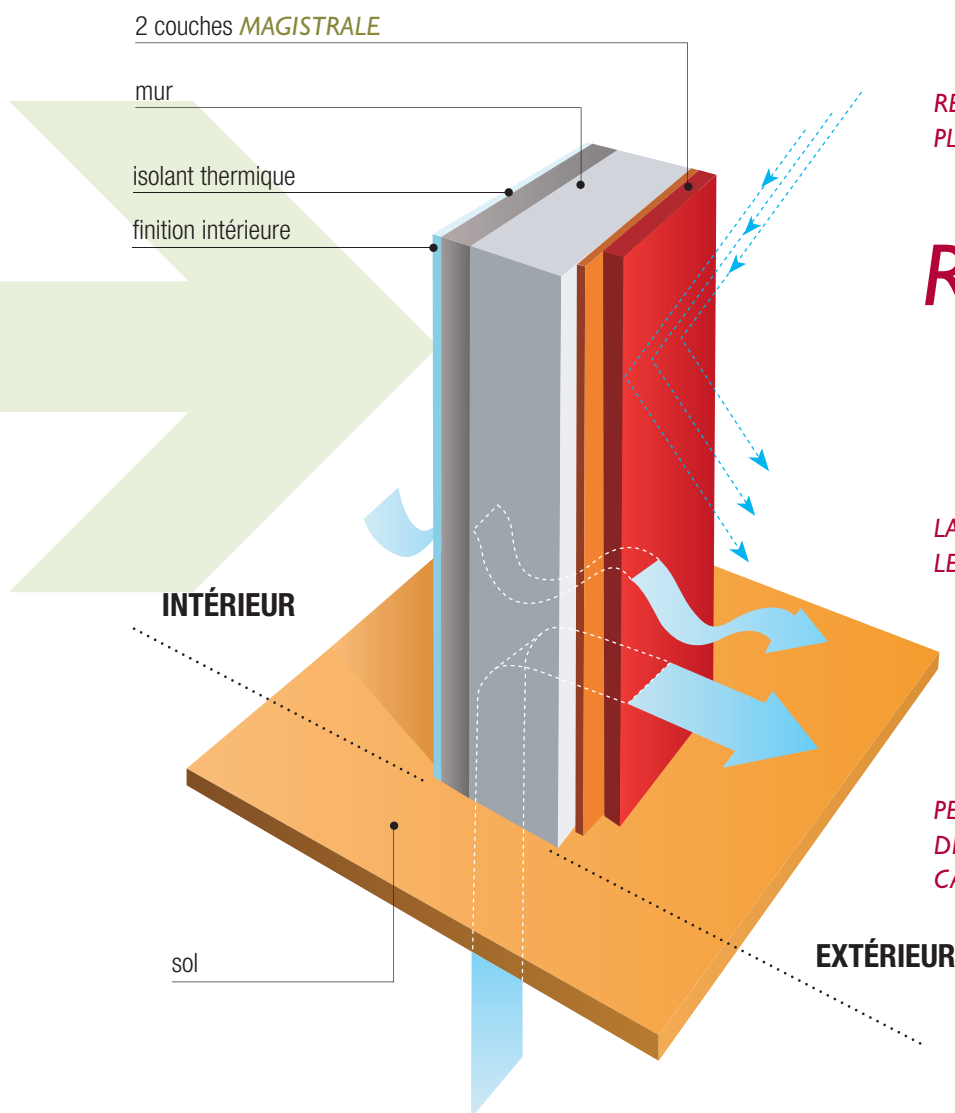 2 couches MAGISTRALE
mur
isolant thermique
finition intérieure
INTÉRIEUR
sol
EXTÉRIEUR